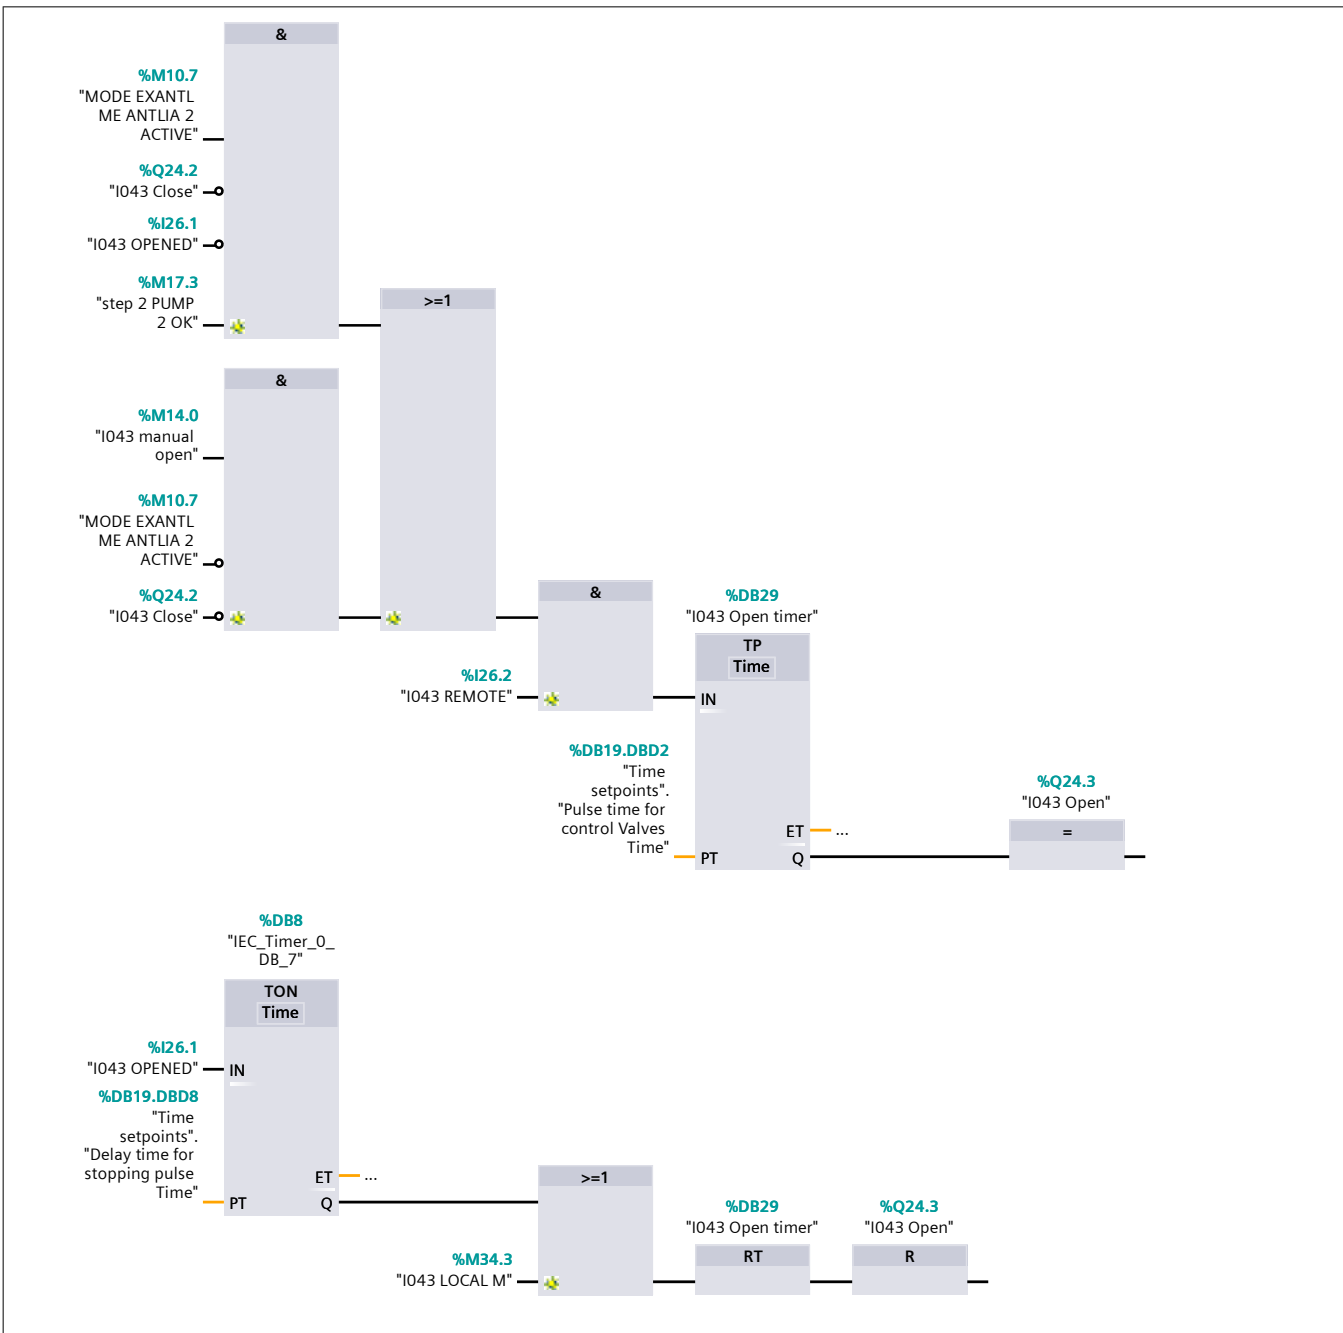 &
%M10.7
"MODE EXANTL
ME ANTLIA 2
ACTIVE"
%Q24.2
"I043 Close"
%I26.1
"I043 OPENED"
%M17.3
"step 2 PUMP
2 OK"
>=1
&
%M14.0
"I043 manual
open"
%M10.7
"MODE EXANTL
ME ANTLIA 2
ACTIVE"
%Q24.2
"I043 Close"
&
%I26.2
"I043 REMOTE"
%DB29
"I043 Open timer"
TP
Time
IN
%DB19.DBD2
"Time
setpoints".
"Pulse time for
control Valves
Time"
PT
ET
...
Q
%Q24.3
"I043 Open"
=
%DB8
"IEC_Timer_0_
DB_7"
TON
Time
%I26.1
"I043 OPENED"
IN
%DB19.DBD8
"Time
setpoints".
"Delay time for
stopping pulse
Time"
PT
ET
...
Q
>=1
%M34.3
"I043 LOCAL M"
%DB29
"I043 Open timer"
RT
%Q24.3
"I043 Open"
R